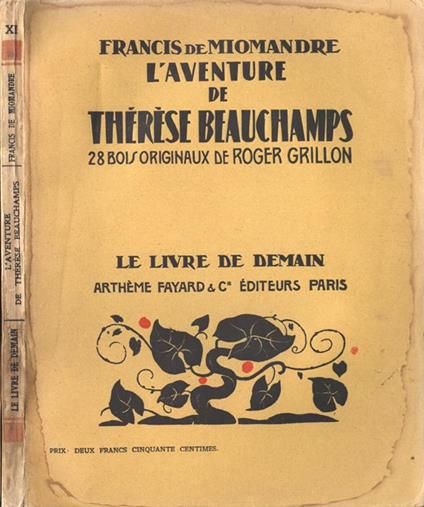 XI
FRANCIS DE MIOMANDRE
L'AVENTURE
DE THÉRÈSE BEAUCHAMPS
LE LIVRE DE DEMAIN
FRANCIS DE MIOMANDRE
L'AVENTURE
DE
THÉRÈSE BEAUCHAMPS
28 BOIS ORIGINAUX DE ROGER GRILLON
LE LIVRE DE DEMAIN
ARTHÈME FAYARD & Cie ÉDITEURS PARIS
PRIX : DEUX FRANCS CINQUANTE CENTIMES.